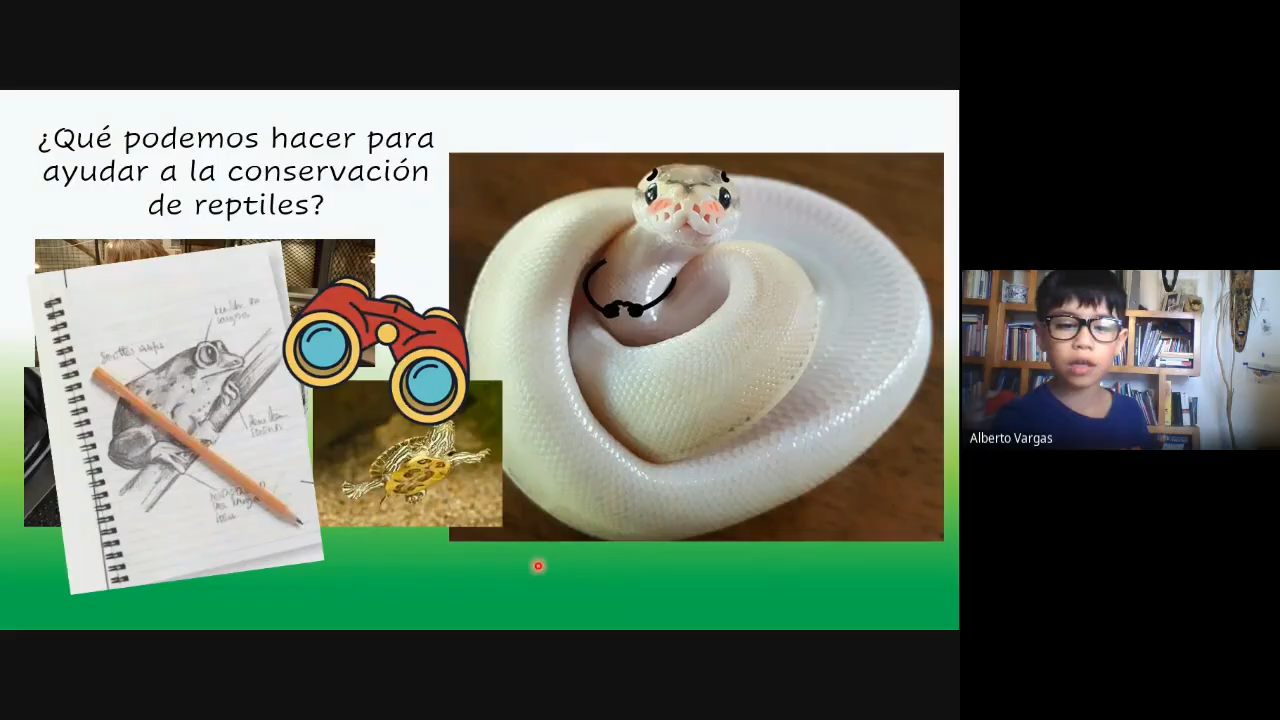 ¿Qué podemos hacer para
ayudar a la conservación
de reptiles?
Alberto Vargas